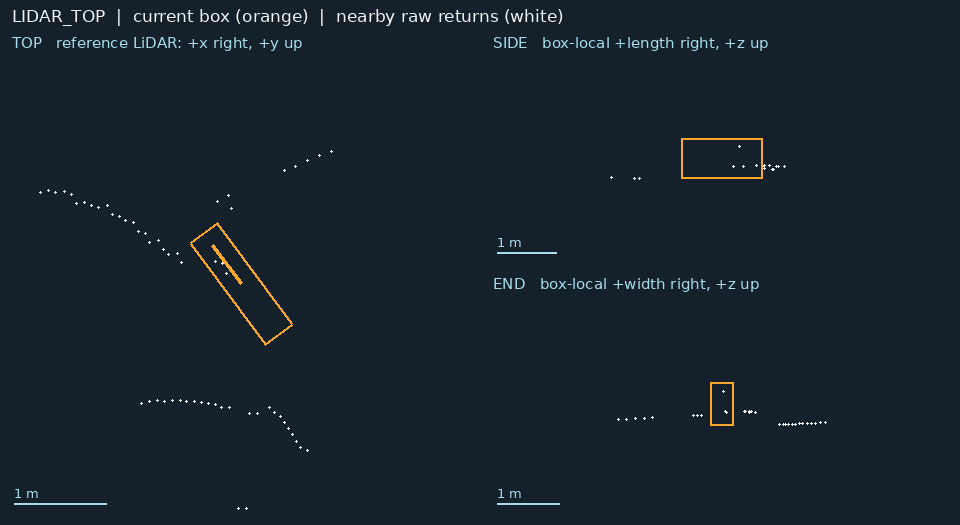 LIDAR_TOP | current box (orange) | nearby raw returns (white)
TOP reference LiDAR: +x right, +y up
SIDE box-local +length right, +z up
1 m
END box-local +width right, +z up
1 m
1 m